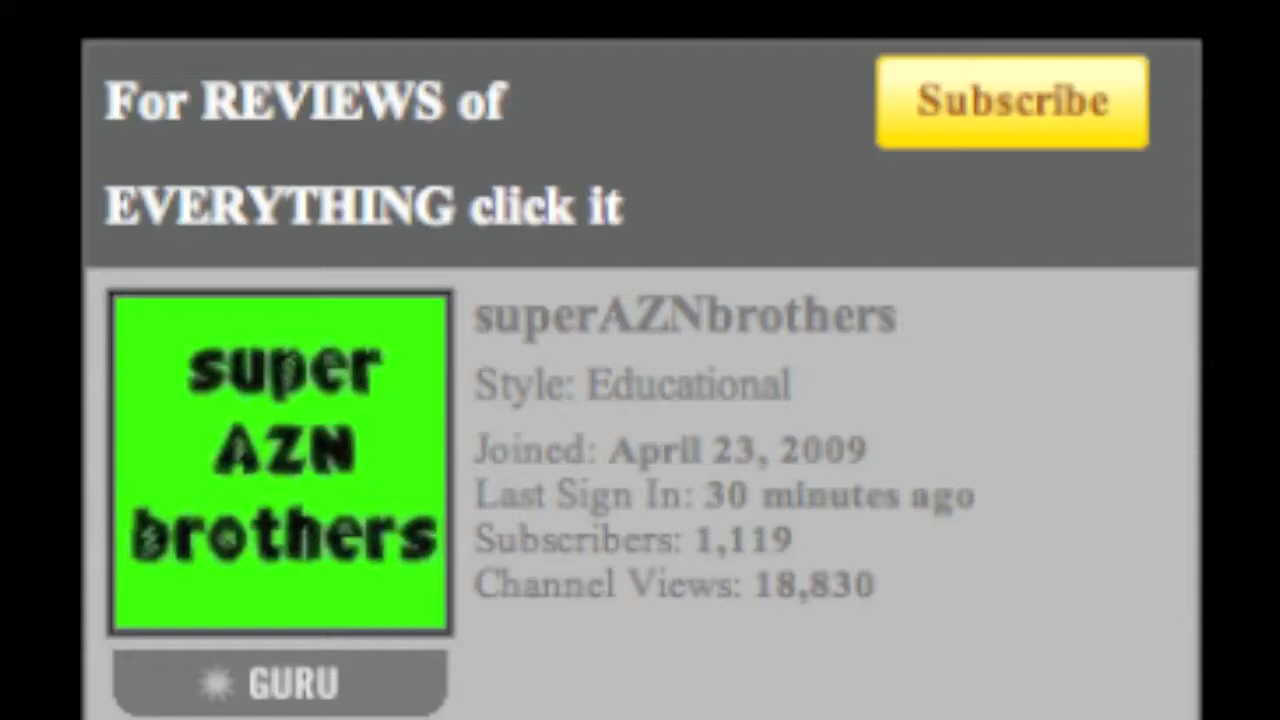 For REVIEWS of
Subscribe
EVERYTHING click it
super
AZN
brothers
superAZNbrothers
Style: Educational
Joined: April 23, 2009
Last Sign In: 30 minutes ago
Subscribers: 1,119
Channel Views: 18,830
GURU